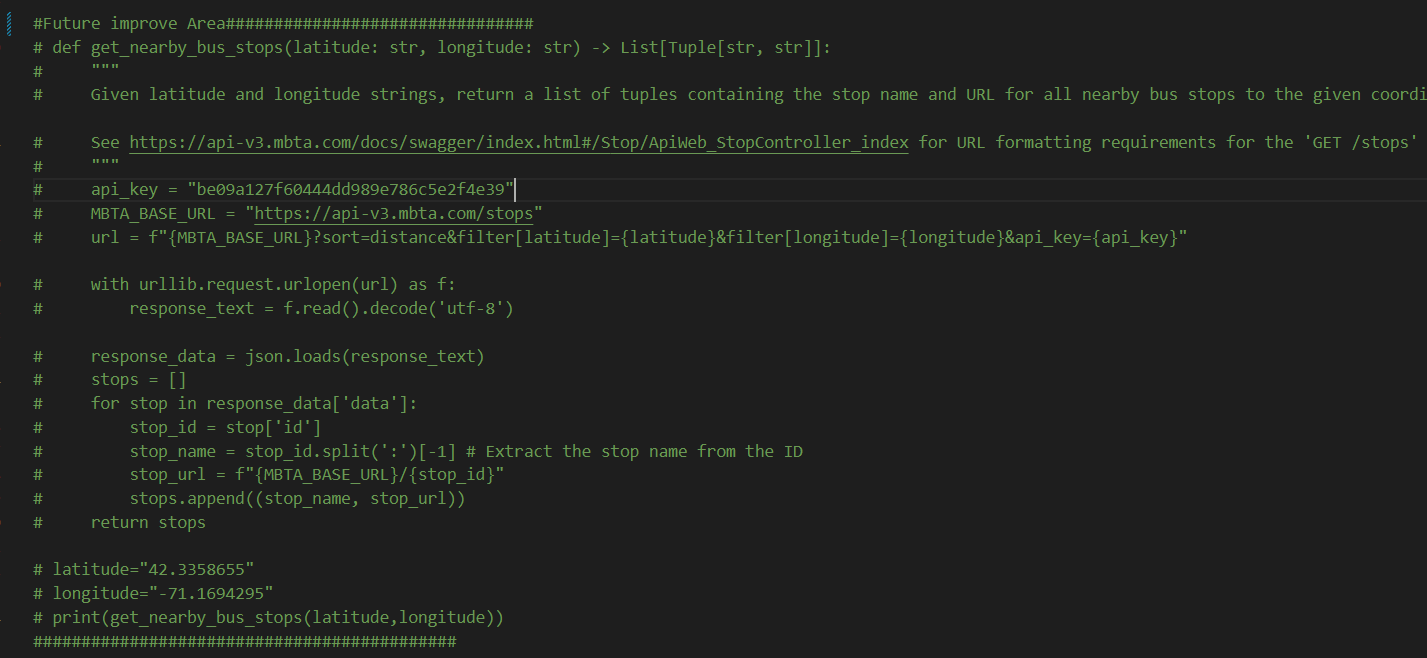 #Future improve Area################################
# def get_nearby_bus_stops(latitude: str, longitude: str) -> List[Tuple[str, str]]:
#     """
#     Given latitude and longitude strings, return a list of tuples containing the stop name and URL for all nearby bus stops to the given coordi
#     See https://api-v3.mbta.com/docs/swagger/index.html#/Stop/ApiWeb_StopController_index for URL formatting requirements for the 'GET /stops'
#     """
#     api_key = "be09a127f60444dd989e786c5e2f4e39"
#     MBTA_BASE_URL = "https://api-v3.mbta.com/stops"
#     url = f"{MBTA_BASE_URL}?sort=distance&filter[latitude]={latitude}&filter[longitude]={longitude}&api_key={api_key}"
#     with urllib.request.urlopen(url) as f:
#         response_text = f.read().decode('utf-8')
#     response_data = json.loads(response_text)
#     stops = []
#     for stop in response_data['data']:
#         stop_id = stop['id']
#         stop_name = stop_id.split(':')[-1] # Extract the stop name from the ID
#         stop_url = f"{MBTA_BASE_URL}/{stop_id}"
#         stops.append((stop_name, stop_url))
#     return stops
# latitude="42.3358655"
# longitude="-71.1694295"
# print(get_nearby_bus_stops(latitude,longitude))
############################################